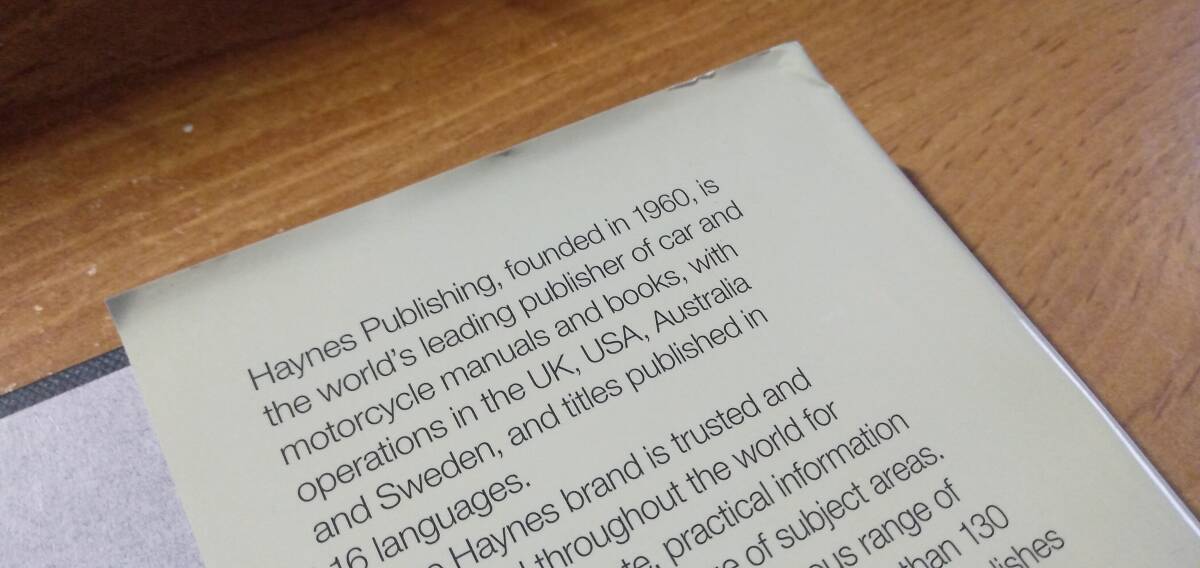 Haynes Publishing, founded in 1960, is
the world's leading publisher of car and
motorcycle manuals and books, with
operations in the UK, USA, Australia
and Sweden, and titles published in
16 languages.
Haynes brand is trusted and
throughout the world for
practical information
of subject areas.
range of
than 130